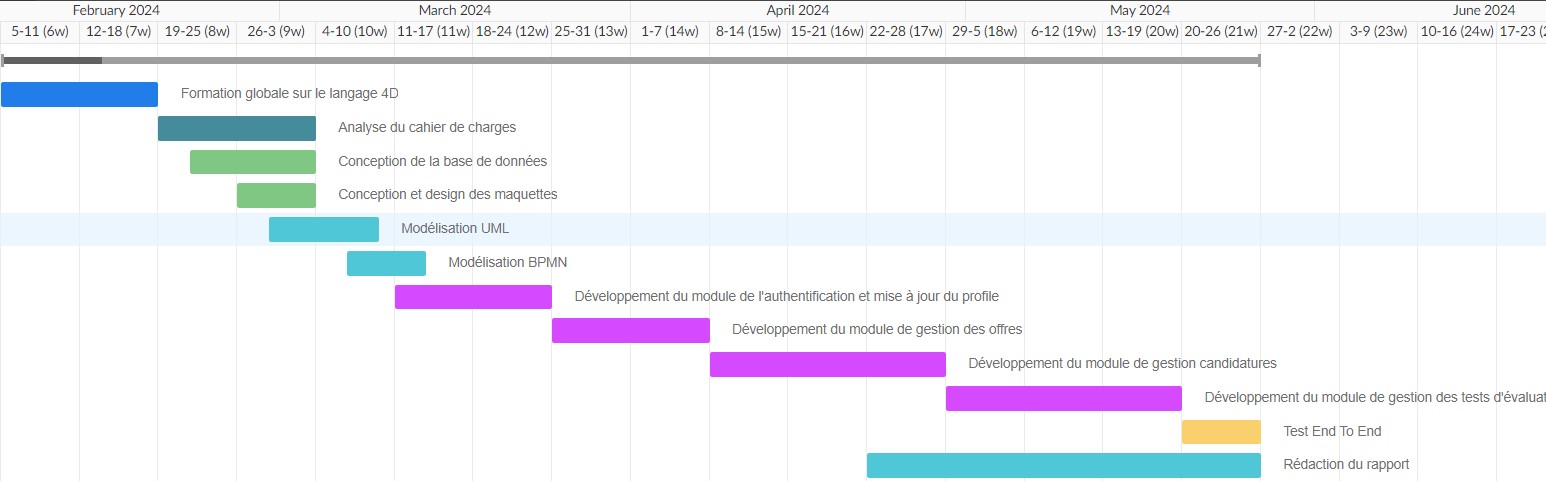 February 2024 March 2024 April 2024 May 2024 June 2024
5-11 (6w) 12-18 (7w) 19-25 (8w) 26-3 (9w) 4-10 (10w) 11-17 (11w) 18-24 (12w) 25-31 (13w) 1-7 (14w) 8-14 (15w) 15-21 (16w) 22-28 (17w) 29-5 (18w) 6-12 (19w) 13-19 (20w) 20-26 (21w) 27-2 (22w) 3-9 (23w) 10-16 (24w) 17-23 (2
Formation globale sur le langage 4D
Analyse du cahier de charges
Conception de la base de données
Conception et design des maquettes
Modélisation UML
Modélisation BPMN
Développement du module de l'authentification et mise à jour du profile
Développement du module de gestion des offres
Développement du module de gestion candidatures
Développement du module de gestion des tests d'évaluat
Test End To End
Rédaction du rapport